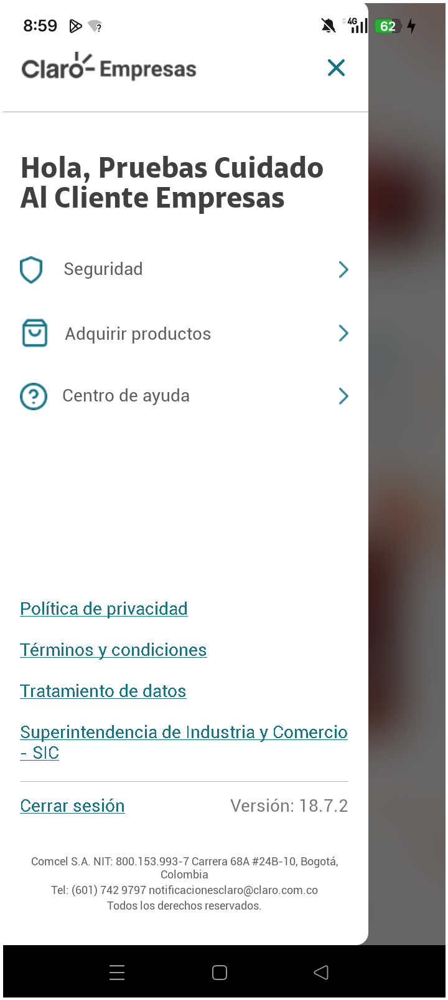 8:59
4G
62
Claro Empresas
Hola, Pruebas Cuidado
Al Cliente Empresas
Seguridad
Adquirir productos
Centro de ayuda
Política de privacidad
Términos y condiciones
Tratamiento de datos
Superintendencia de Industria y Comercio
- SIC
Cerrar sesión
Versión: 18.7.2
Comcel S.A. NIT: 800.153.993-7 Carrera 68A #24B-10, Bogotá,
Colombia
Tel: (601) 742 9797 notificacionesclaro@claro.com.co
Todos los derechos reservados.